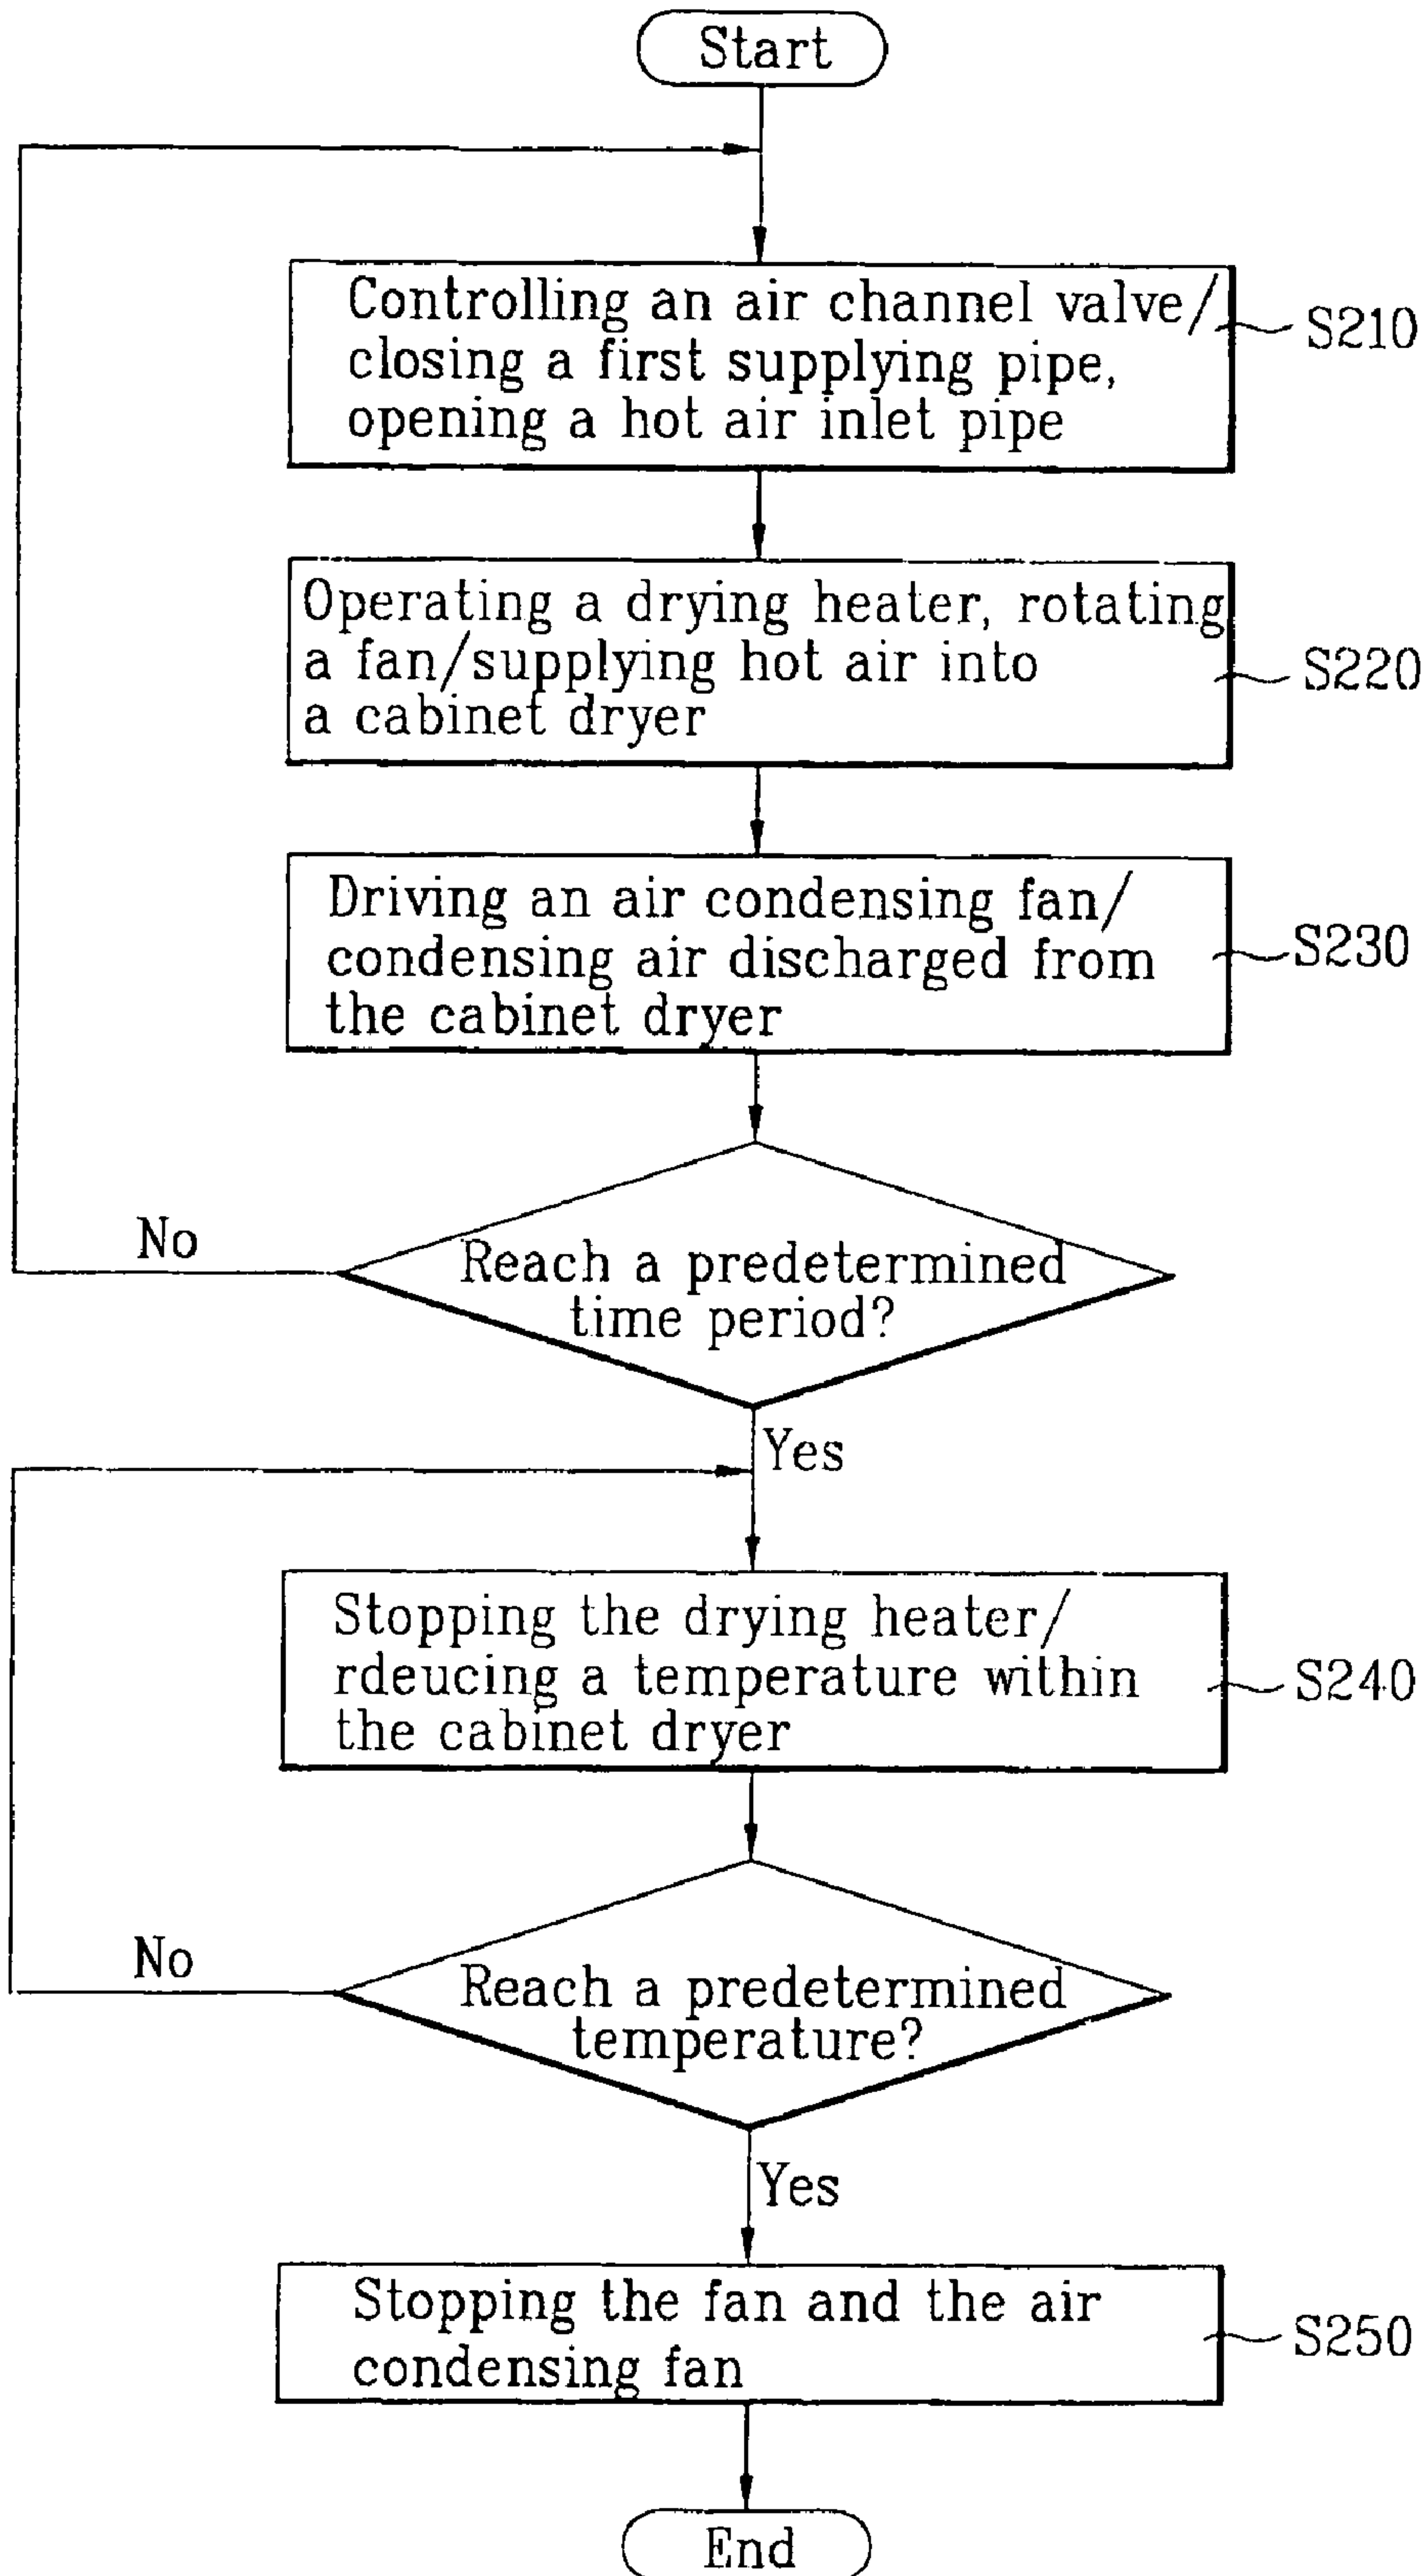 Start
Controlling an air channel valve/
closing a first supplying pipe,
opening a hot air inlet pipe
S210
Operating a drying heater, rotating
a fan/supplying hot air into
a cabinet dryer
S220
Driving an air condensing fan/
condensing air discharged from
the cabinet dryer
S230
No
Reach a predetermined
time period?
Yes
Stopping the drying heater/
rdeucing a temperature within
the cabinet dryer
S240
No
Reach a predetermined
temperature?
Yes
Stopping the fan and the air
condensing fan
S250
End